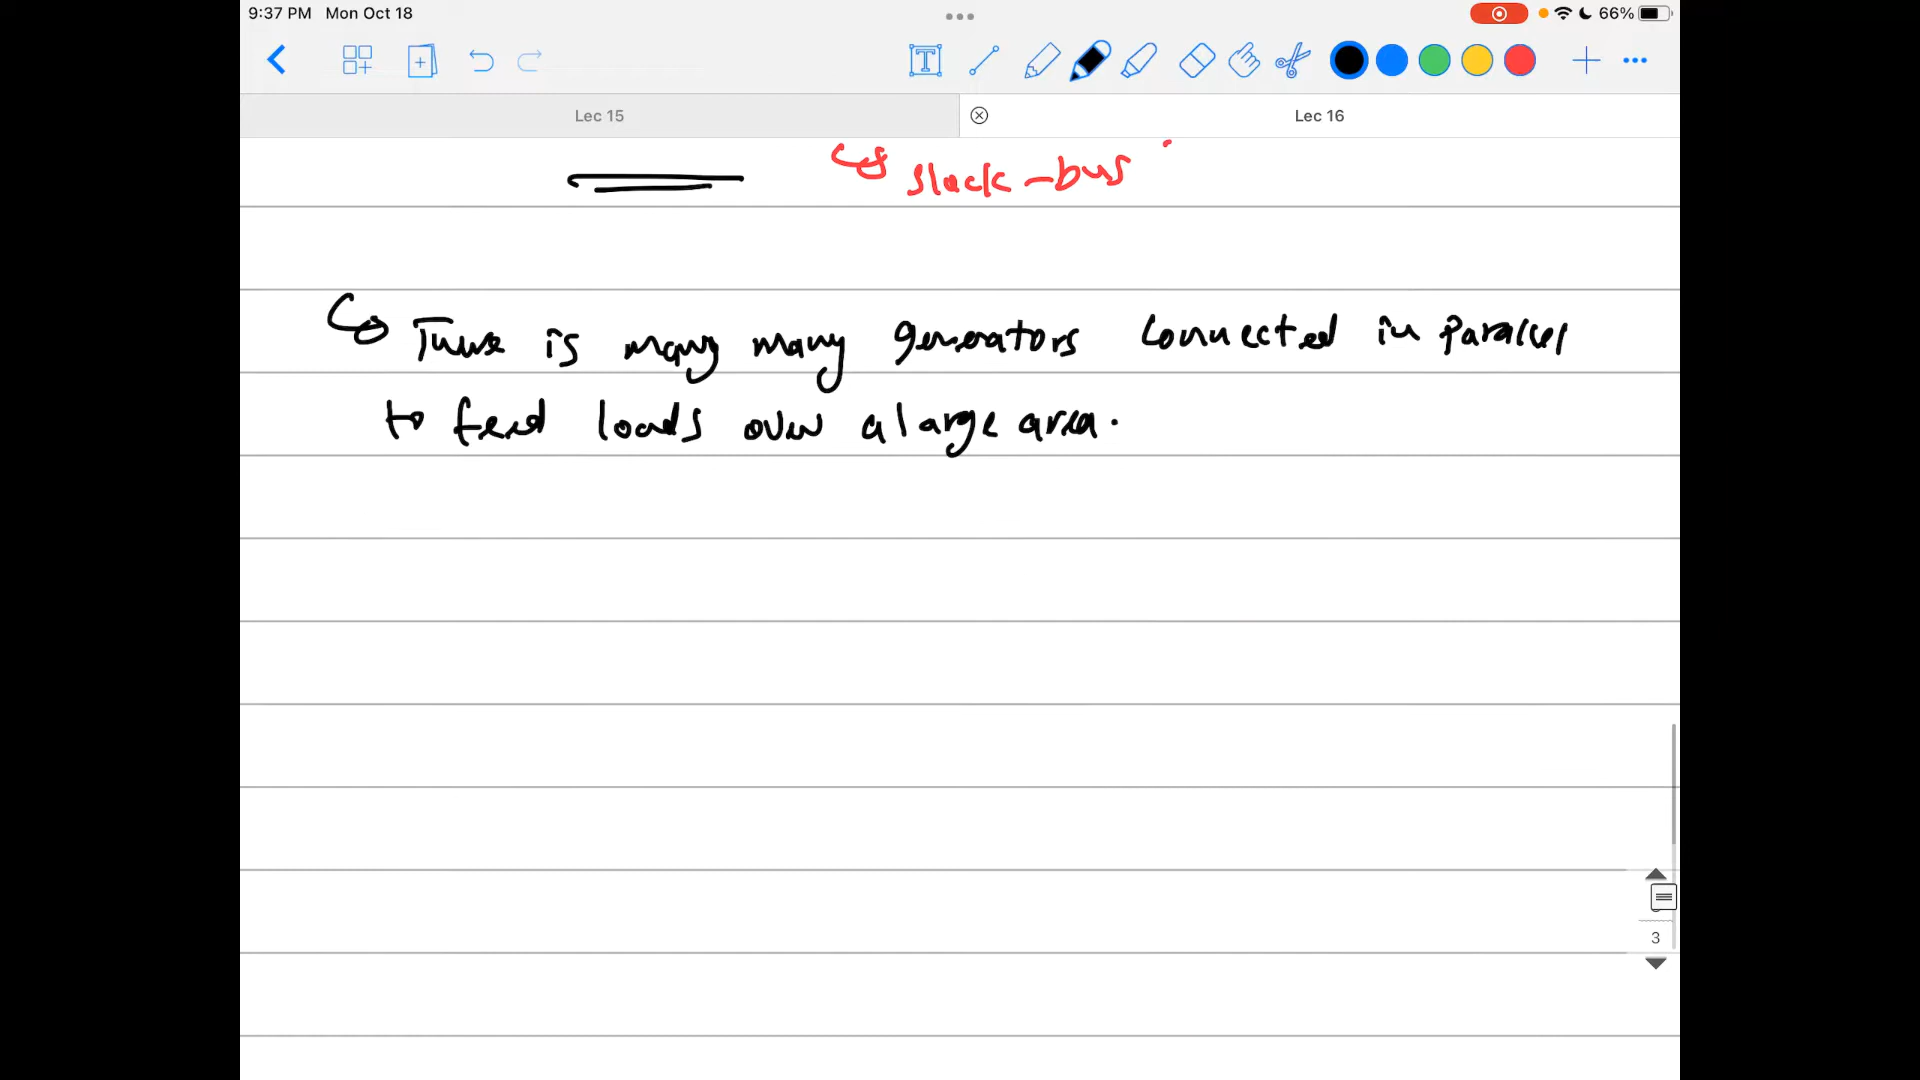 9:37 PM Mon Oct 18
66%
Lec 15
Lec 16
slack-bus
There is many many generators connected in parallel
to feed loads over a large area.
3